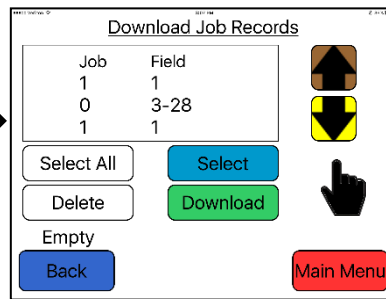 Download Job Records
Job Field
1 1
0 3-28
1 1
Select All Select
Delete Download
Empty
Back Main Menu